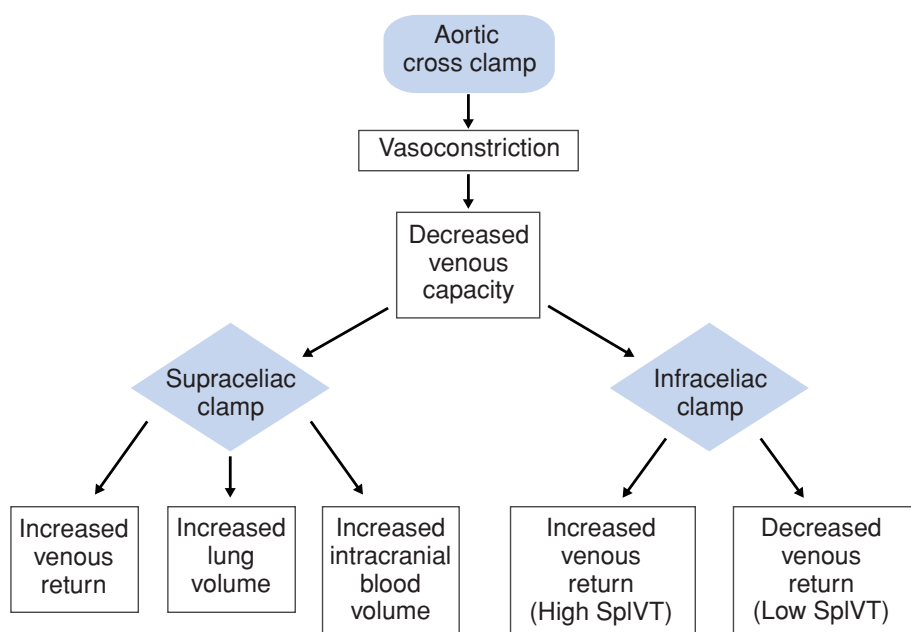 Aortic
cross clamp
Vasoconstriction
Decreased
venous
capacity
Supraceliac
clamp
Infraceliac
clamp
Increased
venous
return
Increased
lung
volume
Increased
intracranial
blood
volume
Increased
venous
return
(High SplVT)
Decreased
venous
return
(Low SplVT)